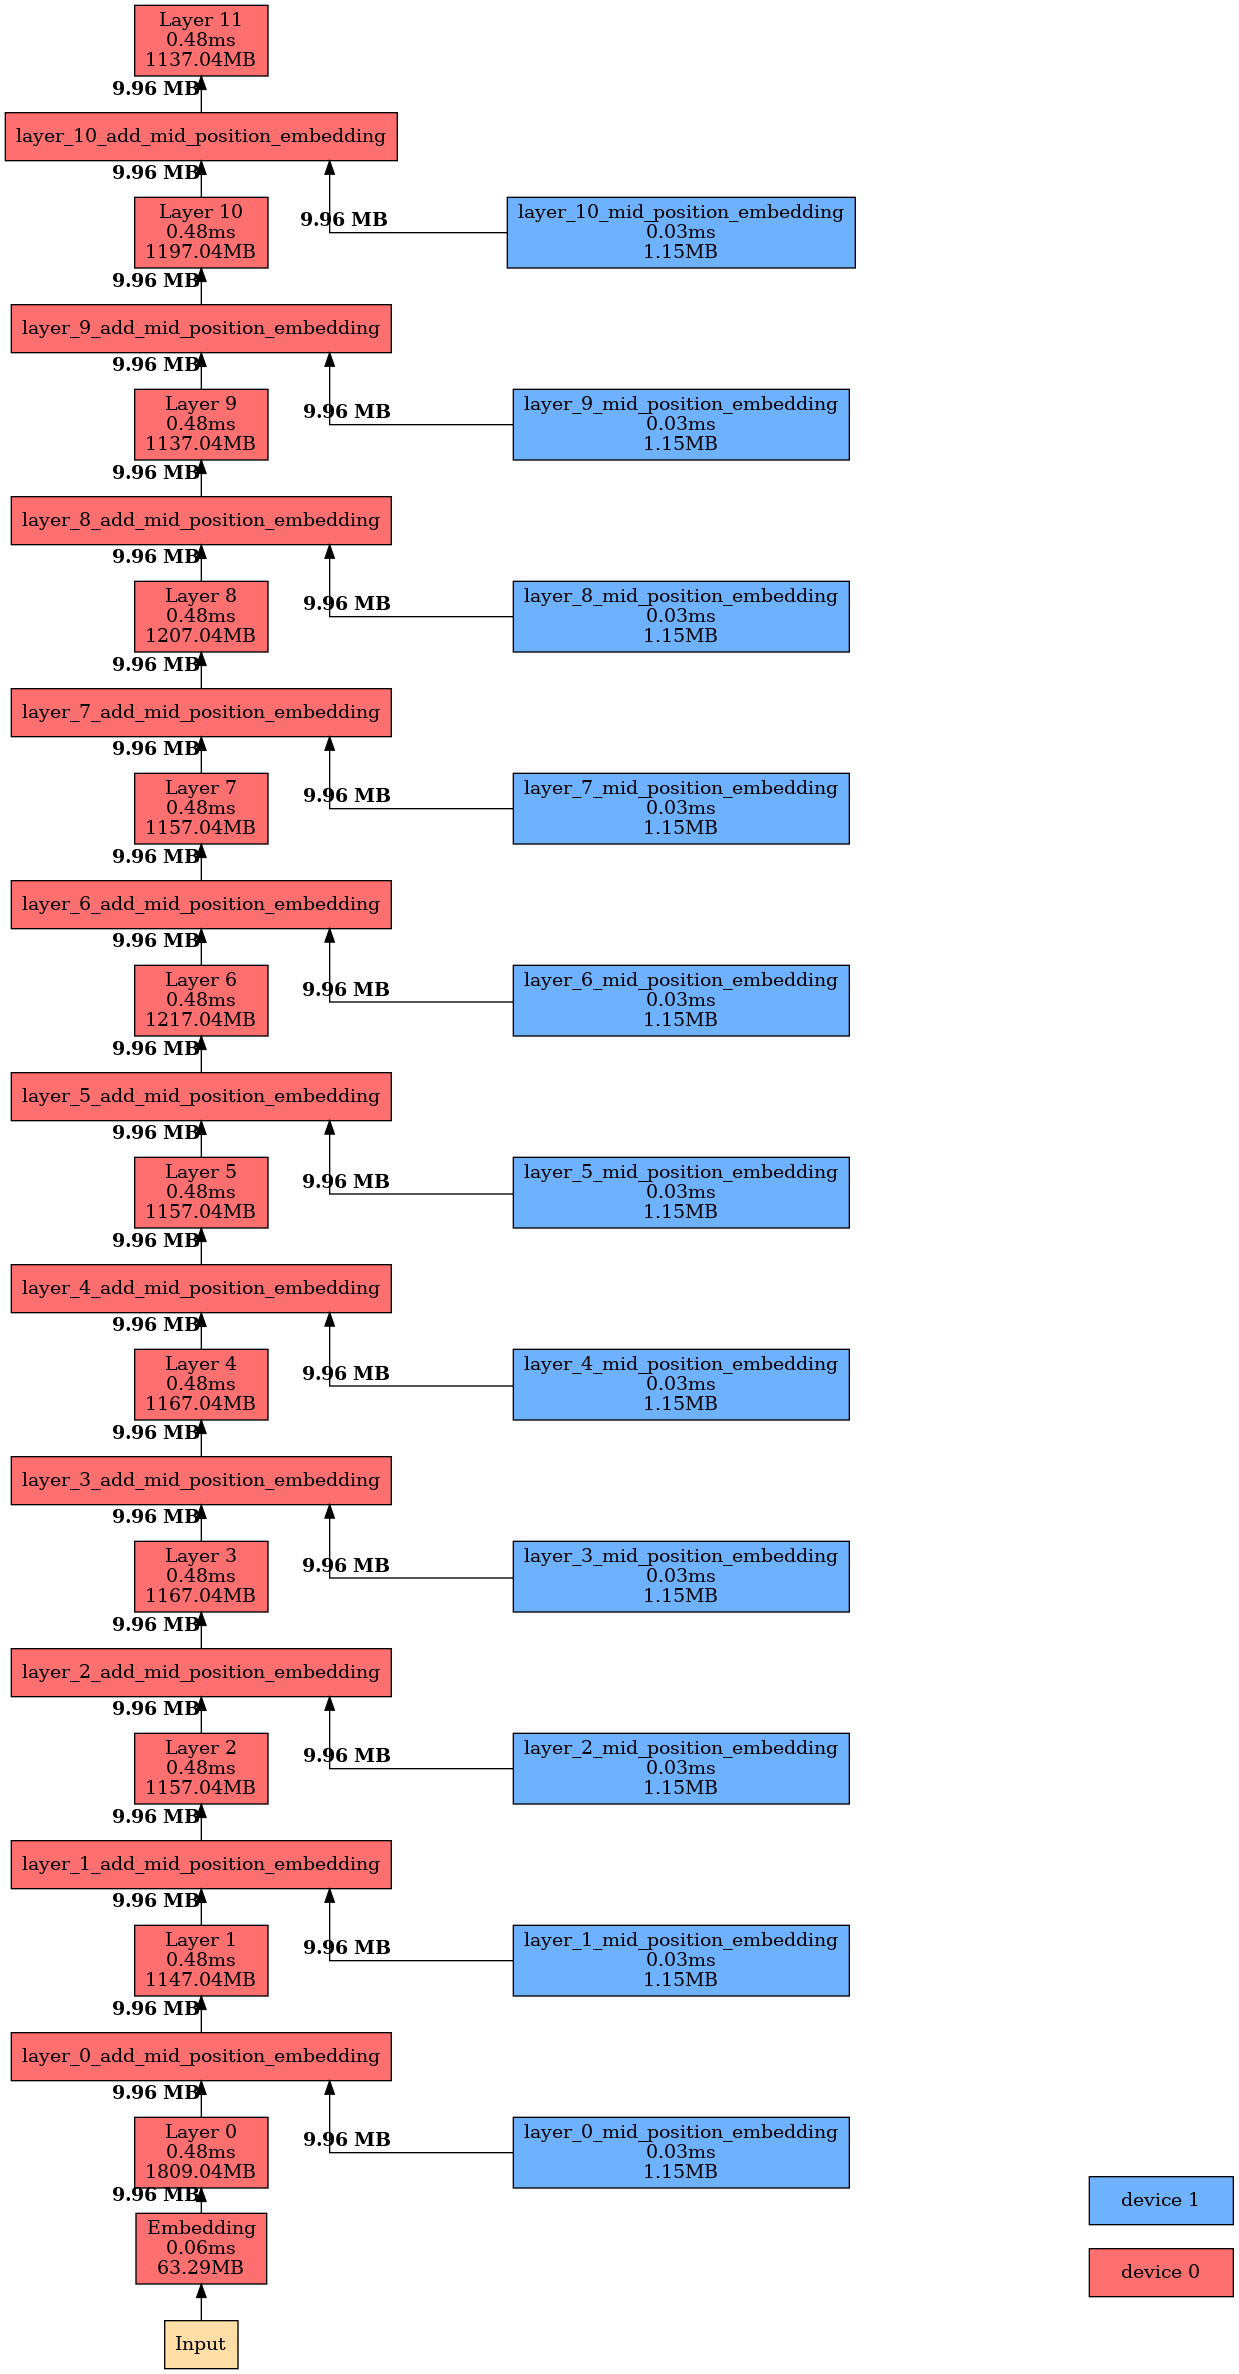 Layer 11
0.48ms
1137.04MB
9.96 MB
layer_10_add_mid_position_embedding
9.96 MB
Layer 10
0.48ms
1197.04MB
9.96 MB
layer_10_mid_position_embedding
0.03ms
1.15MB
9.96 MB
layer_9_add_mid_position_embedding
9.96 MB
Layer 9
0.48ms
1137.04MB
9.96 MB
layer_9_mid_position_embedding
0.03ms
1.15MB
9.96 MB
layer_8_add_mid_position_embedding
9.96 MB
Layer 8
0.48ms
1207.04MB
9.96 MB
layer_8_mid_position_embedding
0.03ms
1.15MB
9.96 MB
layer_7_add_mid_position_embedding
9.96 MB
Layer 7
0.48ms
1157.04MB
9.96 MB
layer_7_mid_position_embedding
0.03ms
1.15MB
9.96 MB
layer_6_add_mid_position_embedding
9.96 MB
Layer 6
0.48ms
1217.04MB
9.96 MB
layer_6_mid_position_embedding
0.03ms
1.15MB
9.96 MB
layer_5_add_mid_position_embedding
9.96 MB
Layer 5
0.48ms
1157.04MB
9.96 MB
layer_5_mid_position_embedding
0.03ms
1.15MB
9.96 MB
layer_4_add_mid_position_embedding
9.96 MB
Layer 4
0.48ms
1167.04MB
9.96 MB
layer_4_mid_position_embedding
0.03ms
1.15MB
9.96 MB
layer_3_add_mid_position_embedding
9.96 MB
Layer 3
0.48ms
1167.04MB
9.96 MB
layer_3_mid_position_embedding
0.03ms
1.15MB
9.96 MB
layer_2_add_mid_position_embedding
9.96 MB
Layer 2
0.48ms
1157.04MB
9.96 MB
layer_2_mid_position_embedding
0.03ms
1.15MB
9.96 MB
layer_1_add_mid_position_embedding
9.96 MB
Layer 1
0.48ms
1147.04MB
9.96 MB
layer_1_mid_position_embedding
0.03ms
1.15MB
9.96 MB
layer_0_add_mid_position_embedding
9.96 MB
Layer 0
0.48ms
1809.04MB
9.96 MB
layer_0_mid_position_embedding
0.03ms
1.15MB
9.96 MB
Embedding
0.06ms
63.29MB
Input
device 1
device 0